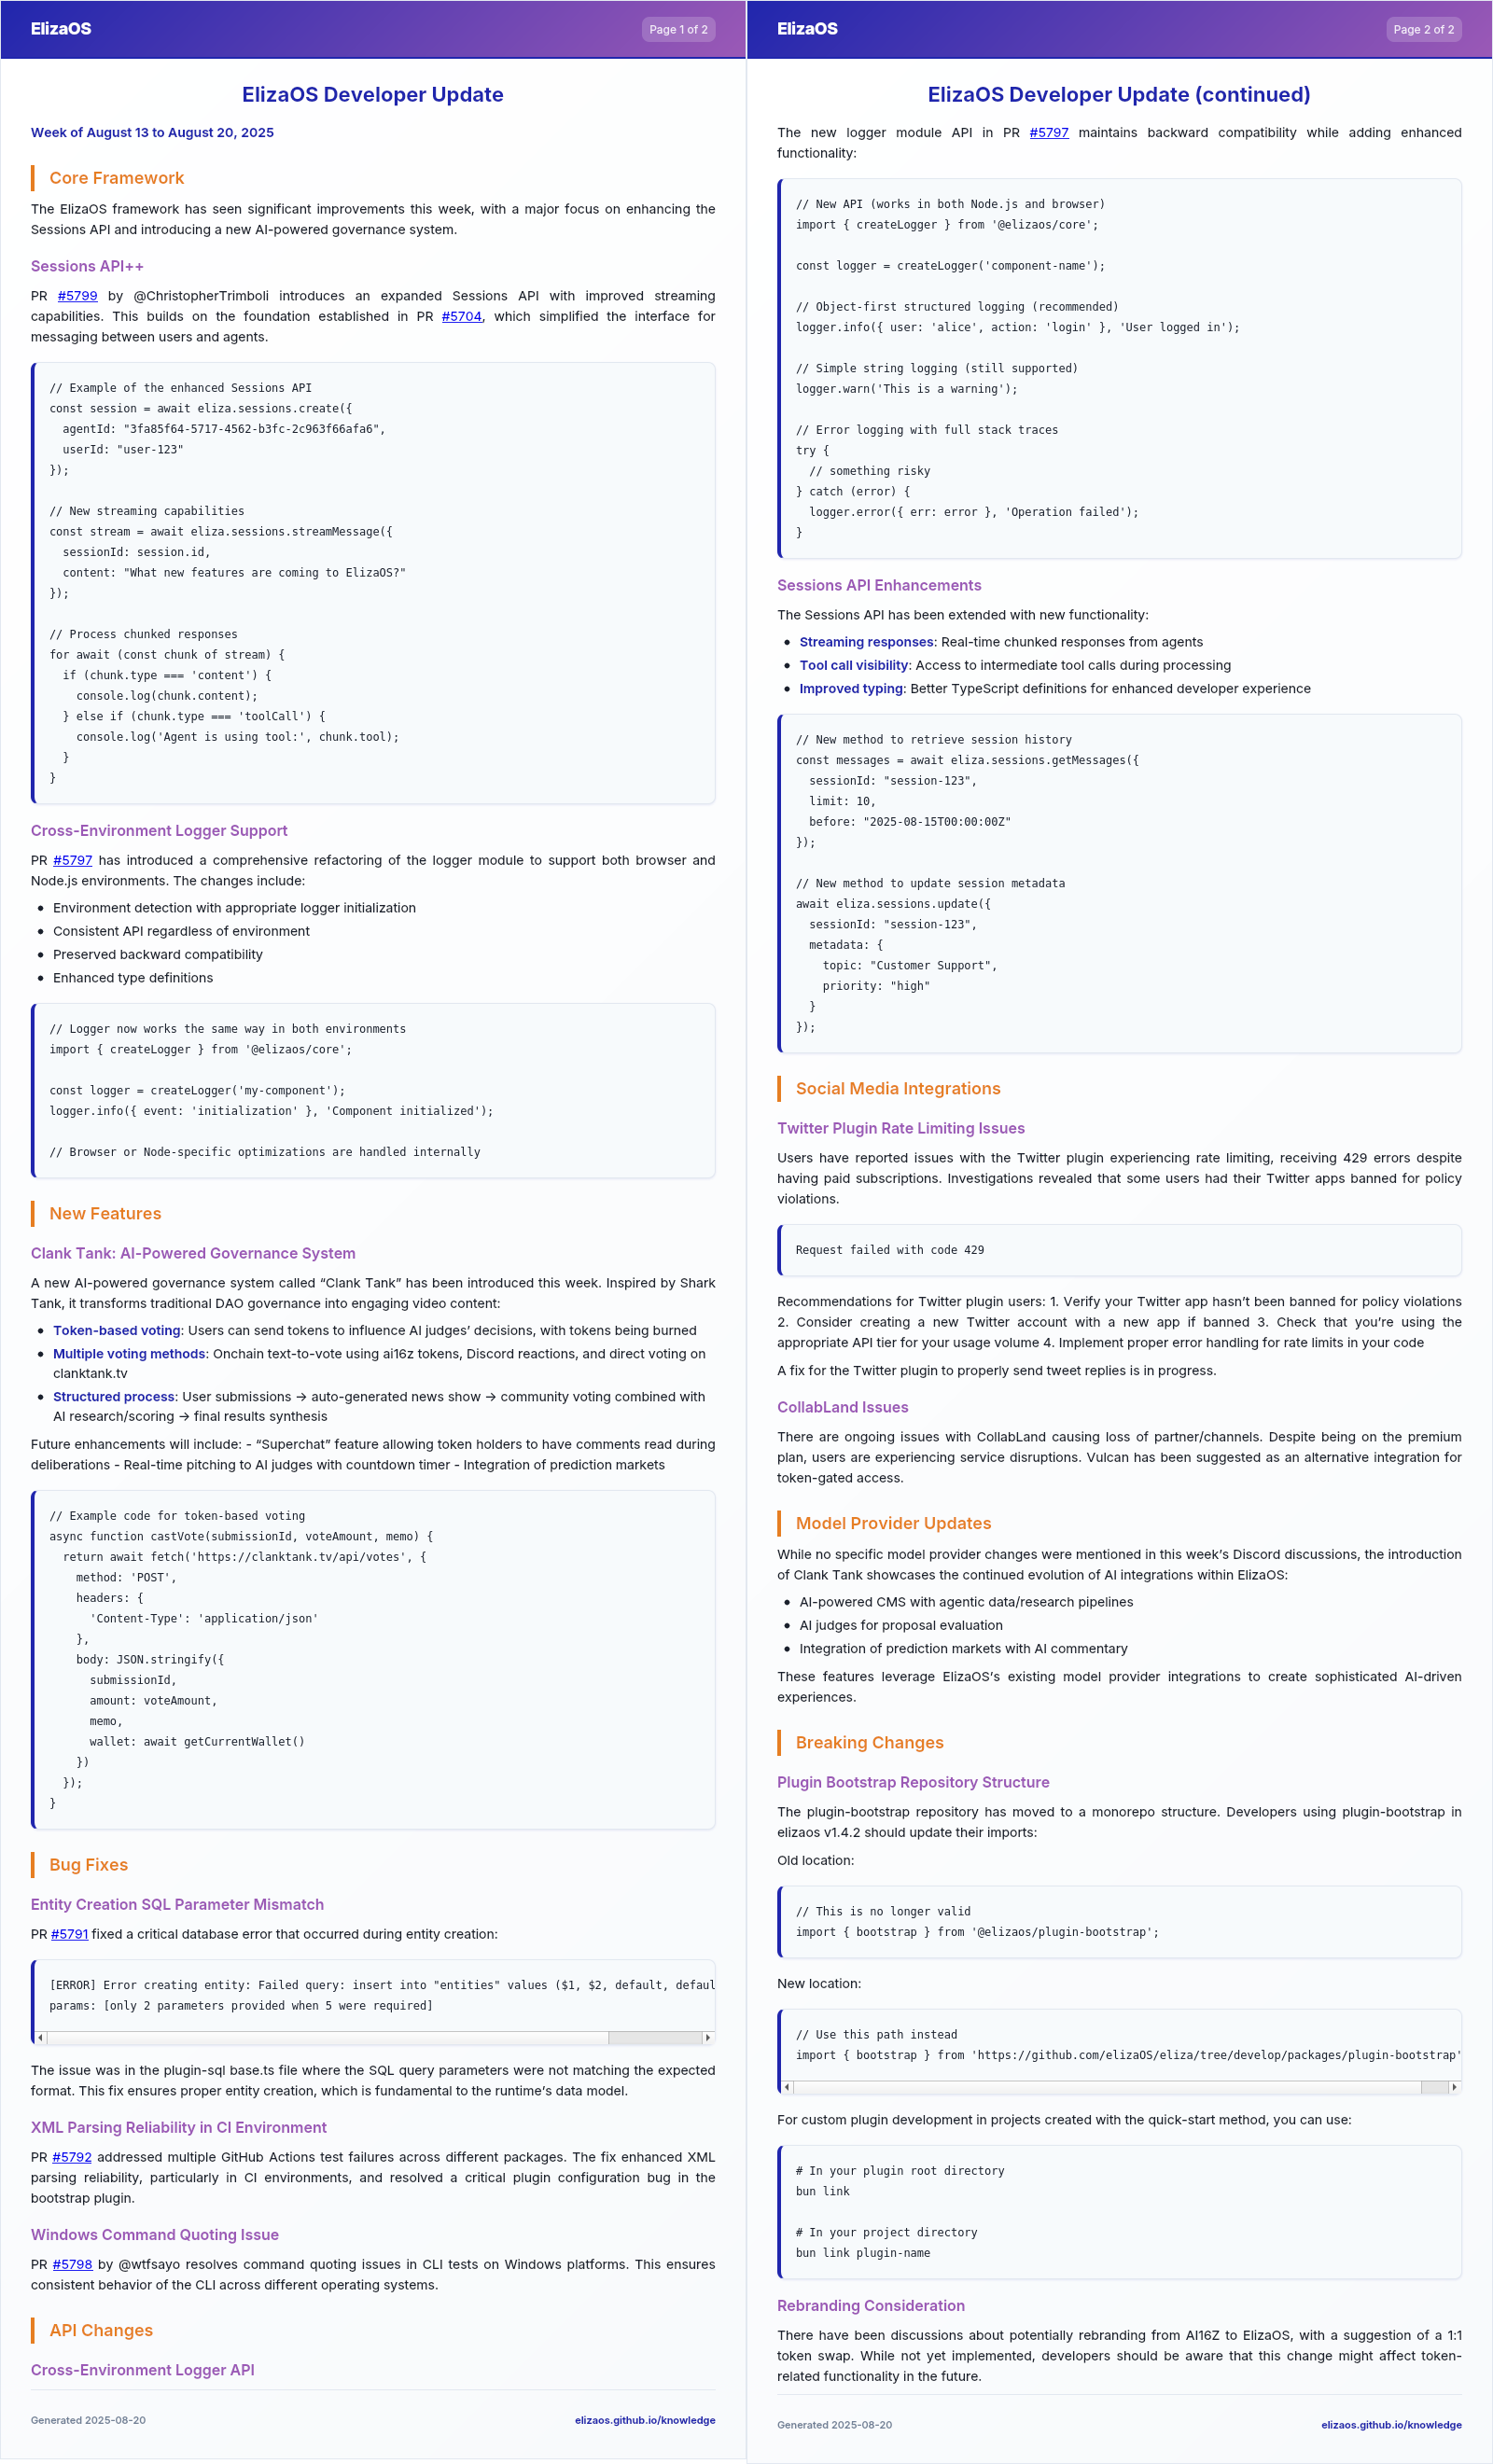 ElizaOS
Page 1 of 2
ElizaOS Developer Update
Week of August 13 to August 20, 2025
Core Framework
The ElizaOS framework has seen significant improvements this week, with a major focus on enhancing the
Sessions API and introducing a new AI-powered governance system.
Sessions API++
PR #5799 by @ChristopherTrimboli introduces an expanded Sessions API with improved streaming
capabilities. This builds on the foundation established in PR #5704, which simplified the interface for
messaging between users and agents.
// Example of the enhanced Sessions API
const session = await eliza.sessions.create({
  agentId: "3fa85f64-5717-4562-b3fc-2c963f66afa6",
  userId: "user-123"
});
// New streaming capabilities
const stream = await eliza.sessions.streamMessage({
  sessionId: session.id,
  content: "What new features are coming to ElizaOS?"
});
// Process chunked responses
for await (const chunk of stream) {
  if (chunk.type === 'content') {
    console.log(chunk.content);
  } else if (chunk.type === 'toolCall') {
    console.log('Agent is using tool:', chunk.tool);
  }
}
Cross-Environment Logger Support
PR #5797 has introduced a comprehensive refactoring of the logger module to support both browser and
Node.js environments. The changes include:
• Environment detection with appropriate logger initialization
• Consistent API regardless of environment
• Preserved backward compatibility
• Enhanced type definitions
// Logger now works the same way in both environments
import { createLogger } from '@elizaos/core';
const logger = createLogger('my-component');
logger.info({ event: 'initialization' }, 'Component initialized');
// Browser or Node-specific optimizations are handled internally
New Features
Clank Tank: AI-Powered Governance System
A new AI-powered governance system called “Clank Tank” has been introduced this week. Inspired by Shark
Tank, it transforms traditional DAO governance into engaging video content:
• Token-based voting: Users can send tokens to influence AI judges’ decisions, with tokens being burned
• Multiple voting methods: Onchain text-to-vote using ai16z tokens, Discord reactions, and direct voting on
clanktank.tv
• Structured process: User submissions → auto-generated news show → community voting combined with
AI research/scoring → final results synthesis
Future enhancements will include: - “Superchat” feature allowing token holders to have comments read during
deliberations - Real-time pitching to AI judges with countdown timer - Integration of prediction markets
// Example code for token-based voting
async function castVote(submissionId, voteAmount, memo) {
  return await fetch('https://clanktank.tv/api/votes', {
    method: 'POST',
    headers: {
      'Content-Type': 'application/json'
    },
    body: JSON.stringify({
      submissionId,
      amount: voteAmount,
      memo,
      wallet: await getCurrentWallet()
    })
  });
}
Bug Fixes
Entity Creation SQL Parameter Mismatch
PR #5791 fixed a critical database error that occurred during entity creation:
[ERROR] Error creating entity: Failed query: insert into "entities" values ($1, $2, default, defaul
params: [only 2 parameters provided when 5 were required]
The issue was in the plugin-sql base.ts file where the SQL query parameters were not matching the expected
format. This fix ensures proper entity creation, which is fundamental to the runtime’s data model.
XML Parsing Reliability in CI Environment
PR #5792 addressed multiple GitHub Actions test failures across different packages. The fix enhanced XML
parsing reliability, particularly in CI environments, and resolved a critical plugin configuration bug in the
bootstrap plugin.
Windows Command Quoting Issue
PR #5798 by @wtfsayo resolves command quoting issues in CLI tests on Windows platforms. This ensures
consistent behavior of the CLI across different operating systems.
API Changes
Cross-Environment Logger API
Generated 2025-08-20
elizaos.github.io/knowledge
ElizaOS
Page 2 of 2
ElizaOS Developer Update (continued)
The new logger module API in PR #5797 maintains backward compatibility while adding enhanced
functionality:
// New API (works in both Node.js and browser)
import { createLogger } from '@elizaos/core';
const logger = createLogger('component-name');
// Object-first structured logging (recommended)
logger.info({ user: 'alice', action: 'login' }, 'User logged in');
// Simple string logging (still supported)
logger.warn('This is a warning');
// Error logging with full stack traces
try {
  // something risky
} catch (error) {
  logger.error({ err: error }, 'Operation failed');
}
Sessions API Enhancements
The Sessions API has been extended with new functionality:
• Streaming responses: Real-time chunked responses from agents
• Tool call visibility: Access to intermediate tool calls during processing
• Improved typing: Better TypeScript definitions for enhanced developer experience
// New method to retrieve session history
const messages = await eliza.sessions.getMessages({
  sessionId: "session-123",
  limit: 10,
  before: "2025-08-15T00:00:00Z"
});
// New method to update session metadata
await eliza.sessions.update({
  sessionId: "session-123",
  metadata: {
    topic: "Customer Support",
    priority: "high"
  }
});
Social Media Integrations
Twitter Plugin Rate Limiting Issues
Users have reported issues with the Twitter plugin experiencing rate limiting, receiving 429 errors despite
having paid subscriptions. Investigations revealed that some users had their Twitter apps banned for policy
violations.
Request failed with code 429
Recommendations for Twitter plugin users: 1. Verify your Twitter app hasn’t been banned for policy violations
2. Consider creating a new Twitter account with a new app if banned 3. Check that you’re using the
appropriate API tier for your usage volume 4. Implement proper error handling for rate limits in your code
A fix for the Twitter plugin to properly send tweet replies is in progress.
CollabLand Issues
There are ongoing issues with CollabLand causing loss of partner/channels. Despite being on the premium
plan, users are experiencing service disruptions. Vulcan has been suggested as an alternative integration for
token-gated access.
Model Provider Updates
While no specific model provider changes were mentioned in this week’s Discord discussions, the introduction
of Clank Tank showcases the continued evolution of AI integrations within ElizaOS:
• AI-powered CMS with agentic data/research pipelines
• AI judges for proposal evaluation
• Integration of prediction markets with AI commentary
These features leverage ElizaOS’s existing model provider integrations to create sophisticated AI-driven
experiences.
Breaking Changes
Plugin Bootstrap Repository Structure
The plugin-bootstrap repository has moved to a monorepo structure. Developers using plugin-bootstrap in
elizaos v1.4.2 should update their imports:
Old location:
// This is no longer valid
import { bootstrap } from '@elizaos/plugin-bootstrap';
New location:
// Use this path instead
import { bootstrap } from 'https://github.com/elizaOS/eliza/tree/develop/packages/plugin-bootstrap'
For custom plugin development in projects created with the quick-start method, you can use:
# In your plugin root directory
bun link
# In your project directory
bun link plugin-name
Rebranding Consideration
There have been discussions about potentially rebranding from AI16Z to ElizaOS, with a suggestion of a 1:1
token swap. While not yet implemented, developers should be aware that this change might affect token-
related functionality in the future.
Generated 2025-08-20
elizaos.github.io/knowledge